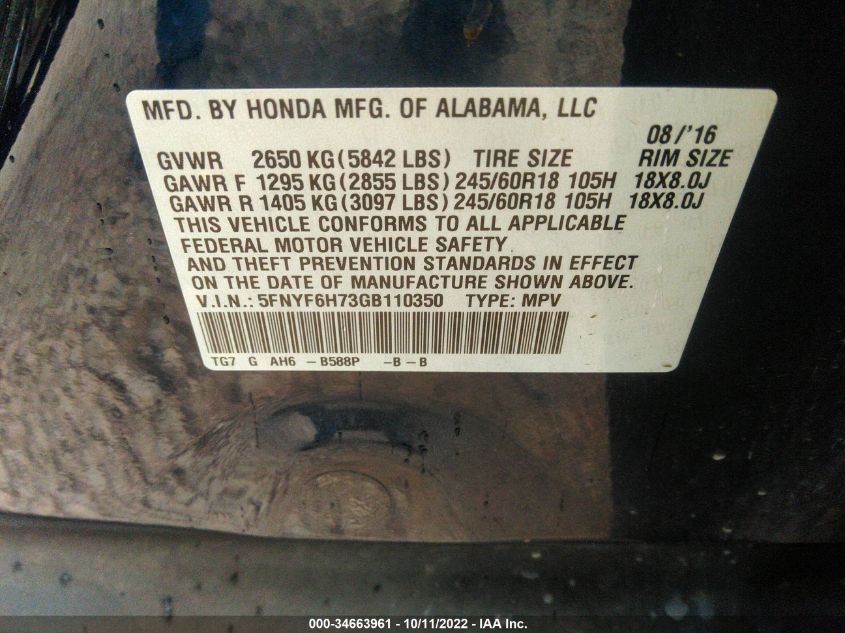 MFD. BY HONDA MFG. OF ALABAMA, LLC
08/'16
GVWR 2650 KG (5842 LBS) TIRE SIZE RIM SIZE
GAWR F 1295 KG (2855 LBS) 245/60R18 105H 18X8.0J
GAWR R 1405 KG (3097 LBS) 245/60R18 105H 18X8.0J
THIS VEHICLE CONFORMS TO ALL APPLICABLE
FEDERAL MOTOR VEHICLE SAFETY
AND THEFT PREVENTION STANDARDS IN EFFECT
ON THE DATE OF MANUFACTURE SHOWN ABOVE.
V.I.N.: 5FNYF6H73GB110350 TYPE: MPV
TG7 G AH6 -B588P -B-B
000-34663961 - 10/11/2022 - IAA Inc.